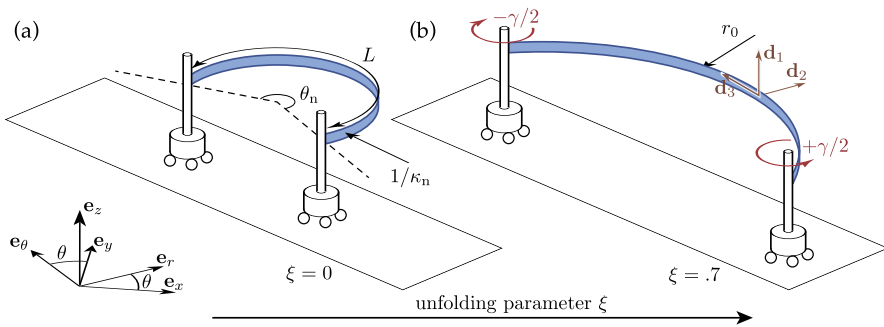 (a)
L
θn
1/κn
ez
eθ
θ
ey
er
θ
ex
ξ = 0
(b)
−γ/2
r0
d1
d2
d3
+γ/2
ξ = .7
unfolding parameter ξ